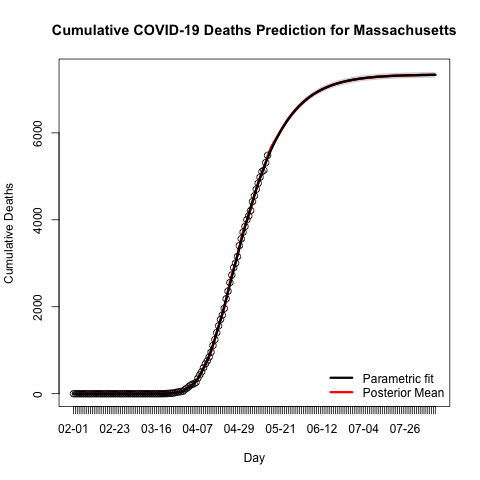 Cumulative COVID-19 Deaths Prediction for Massachusetts
Cumulative Deaths
6000
4000
2000
0
Parametric fit
Posterior Mean
02-01 02-23 03-16 04-07 04-29 05-21 06-12 07-04 07-26
Day